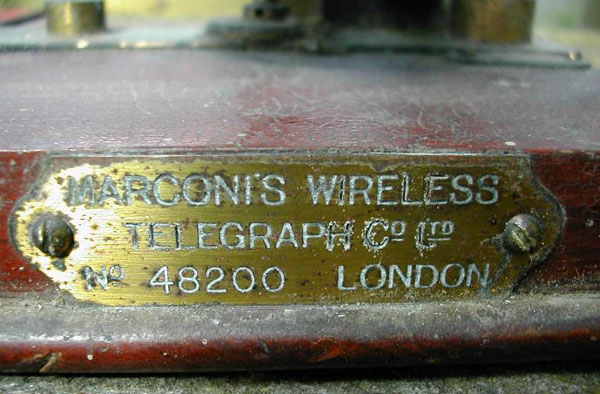 MARCONI'S WIRELESS
TELEGRAPH Co LTD
No 48200 LONDON